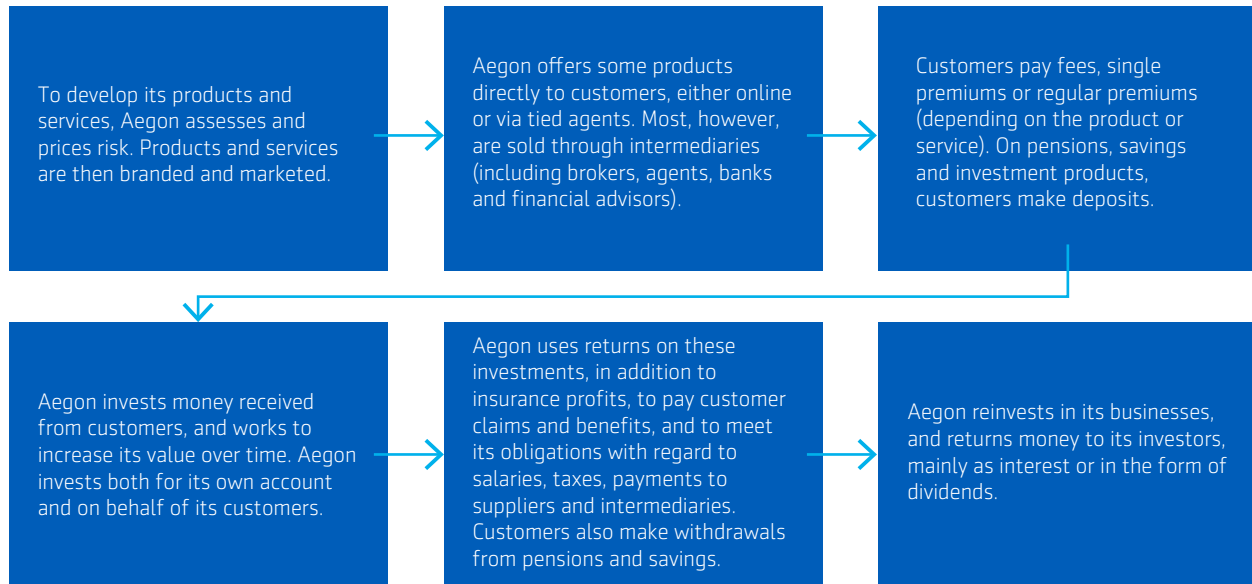 To develop its products and
services, Aegon assesses and
prices risk. Products and services
are then branded and marketed.
Aegon offers some products
directly to customers, either online
or via tied agents. Most, however,
are sold through intermediaries
(including brokers, agents, banks
and financial advisors).
Customers pay fees, single
premiums or regular premiums
(depending on the product or
service). On pensions, savings
and investment products,
customers make deposits.
Aegon invests money received
from customers, and works to
increase its value over time. Aegon
invests both for its own account
and on behalf of its customers.
Aegon uses returns on these
investments, in addition to
insurance profits, to pay customer
claims and benefits, and to meet
its obligations with regard to
salaries, taxes, payments to
suppliers and intermediaries.
Customers also make withdrawals
from pensions and savings.
Aegon reinvests in its businesses,
and returns money to its investors,
mainly as interest or in the form of
dividends.